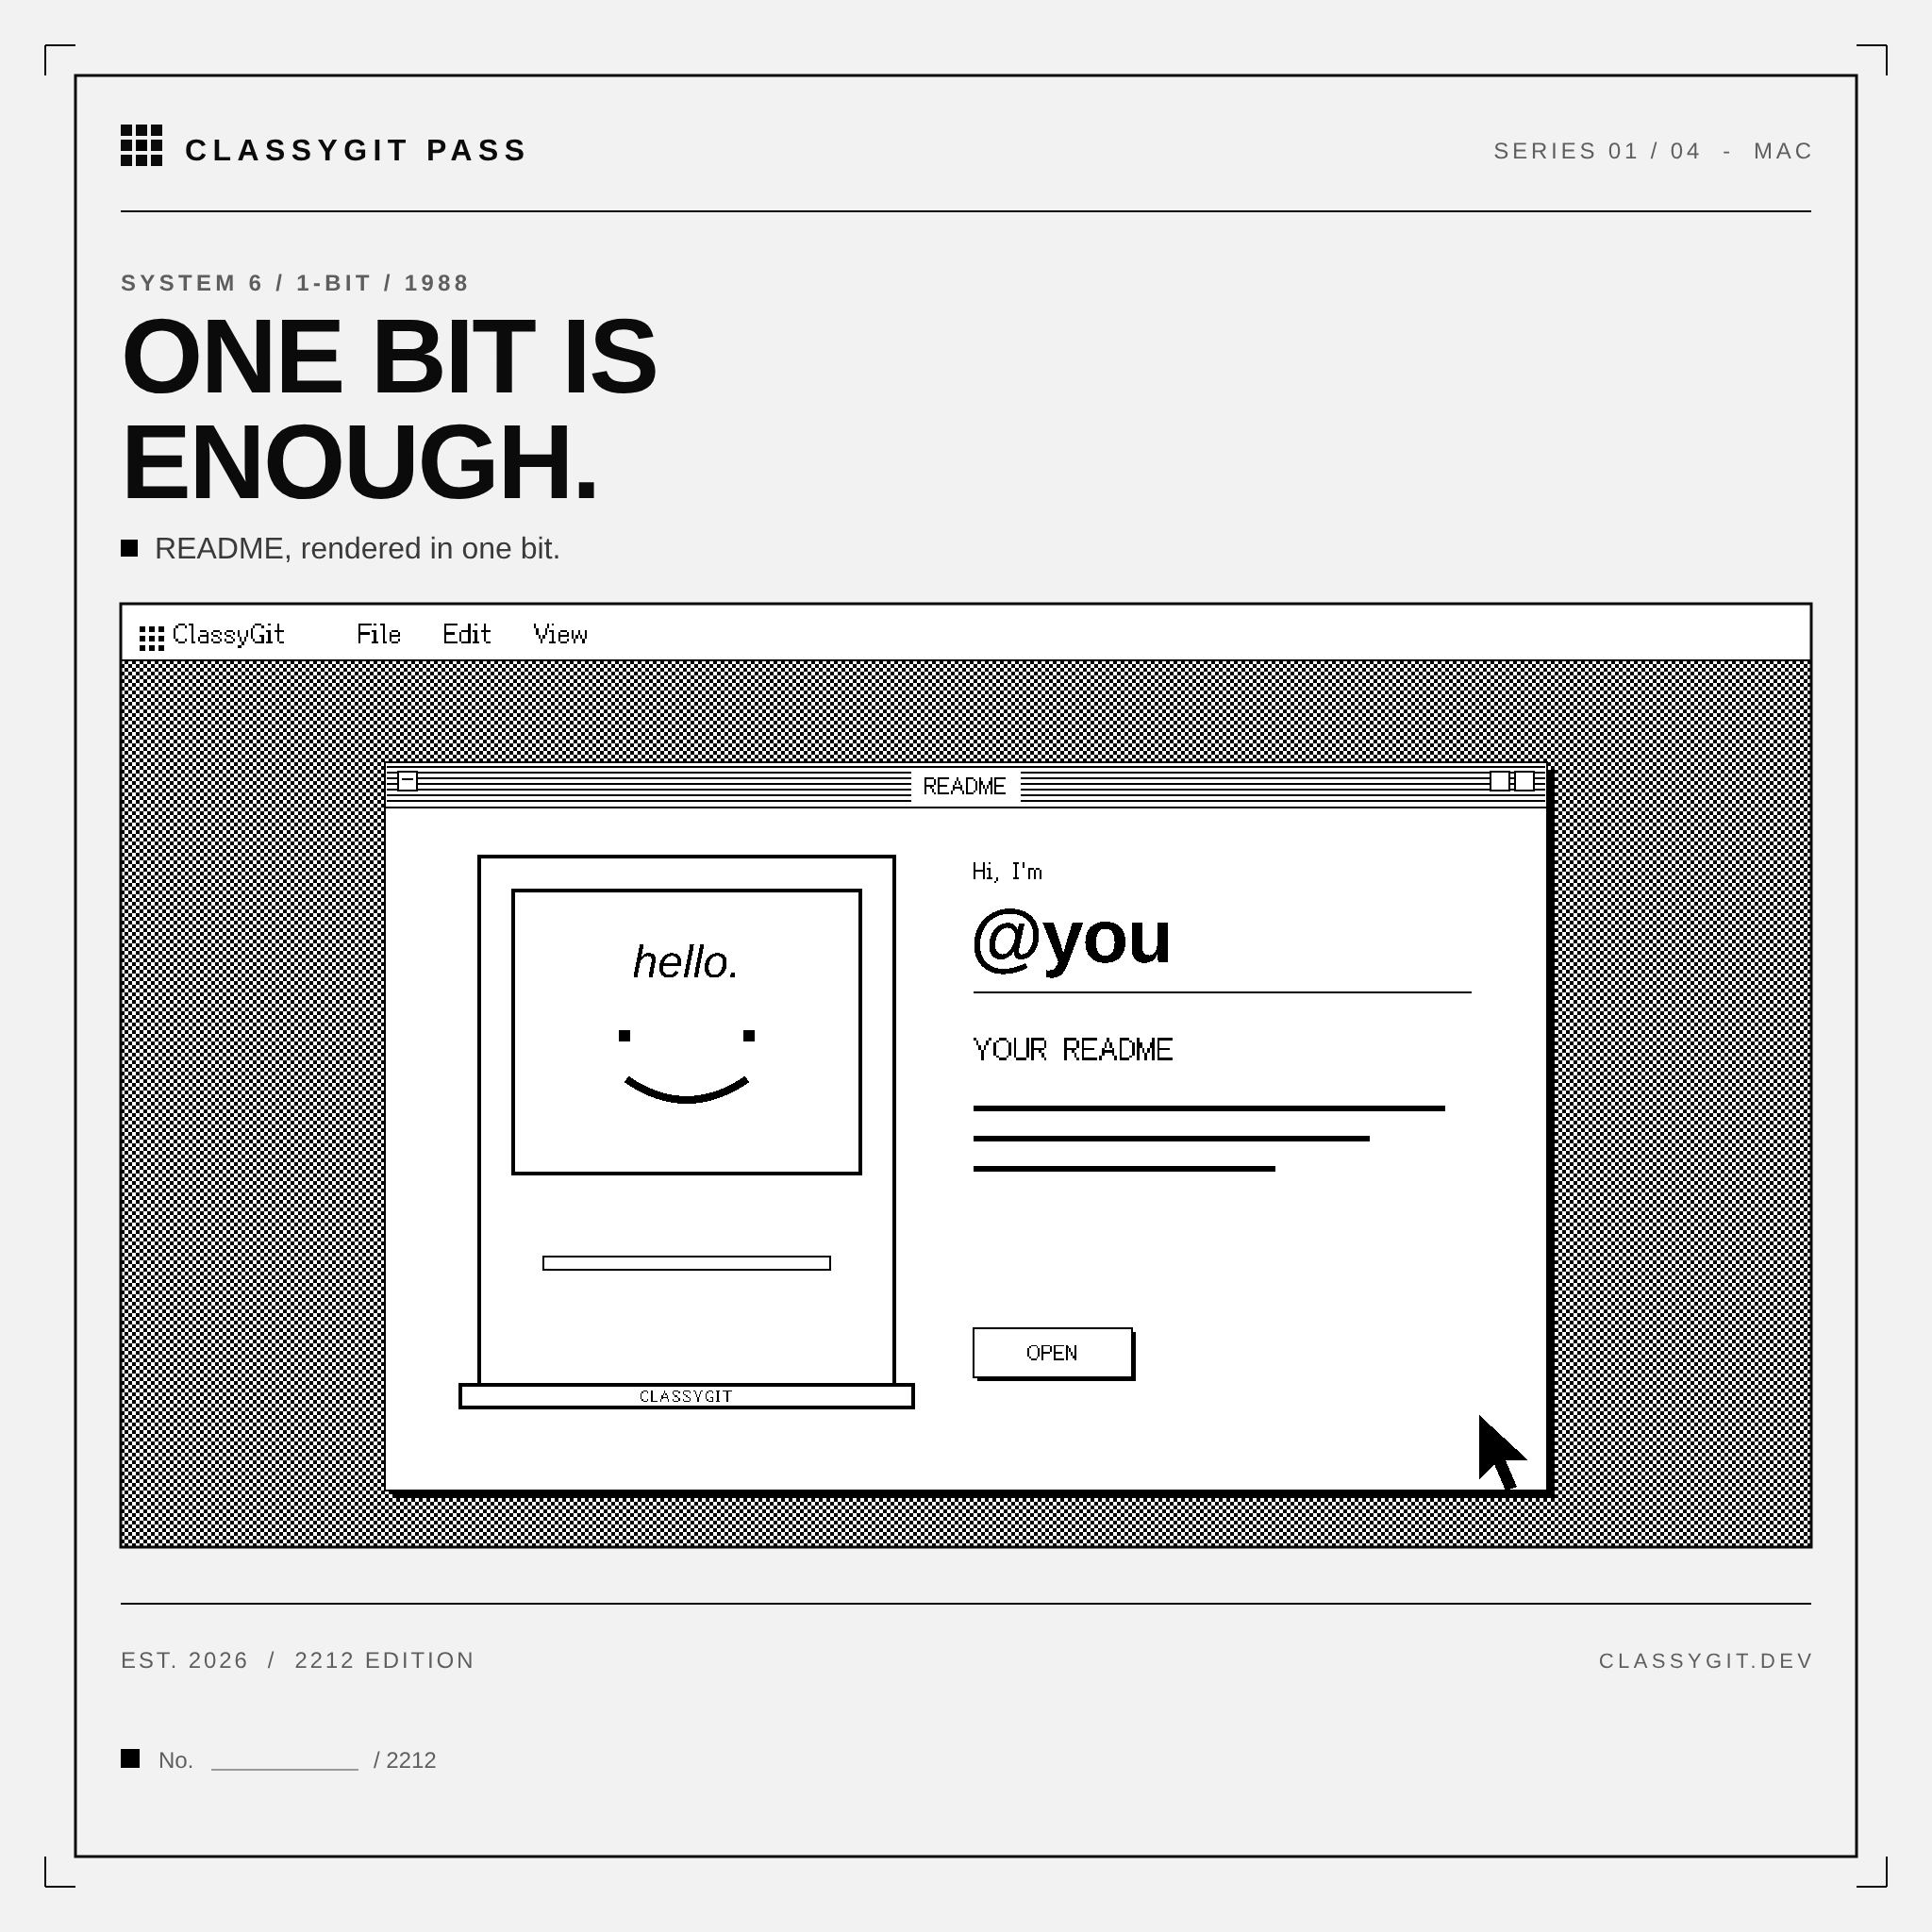 CLASSYGIT PASS
SERIES 01 / 04 - MAC
SYSTEM 6 / 1-BIT / 1988
ONE BIT IS
ENOUGH.
README, rendered in one bit.
ClassyGit File Edit View
README
hello.
CLASSYGIT
Hi, I'm
@you
YOUR README
OPEN
EST. 2026 / 2212 EDITION
CLASSYGIT.DEV
No. __________ / 2212